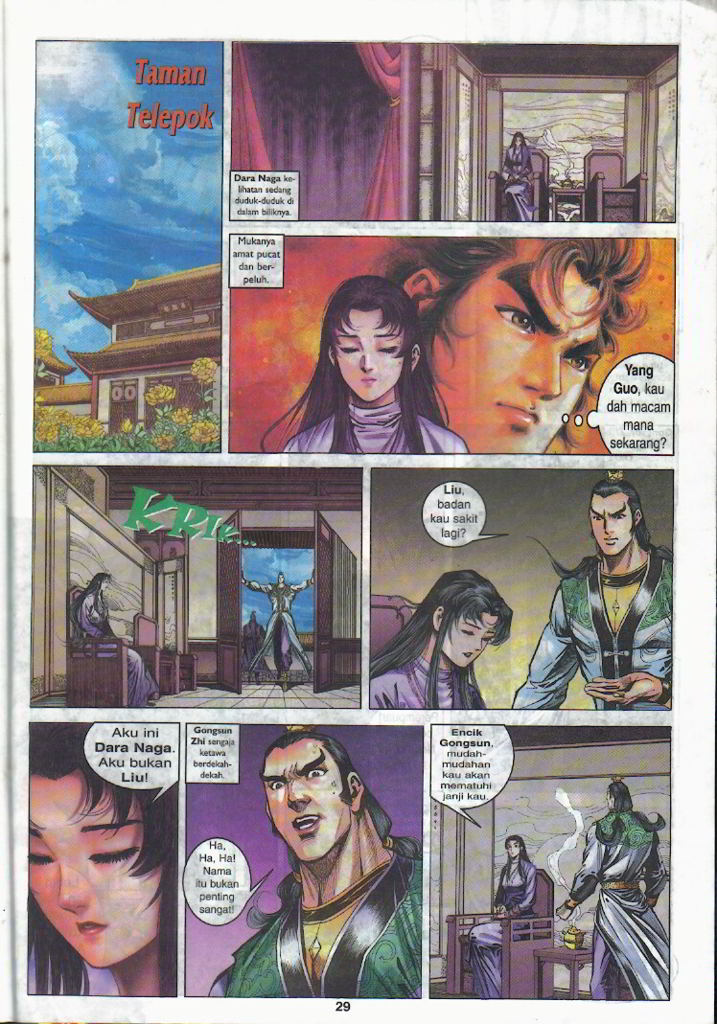 Taman
Telepok
Dara Naga ke-
lihatan sedang
duduk-duduk di
dalam biliknya.
Mukanya
amat pucat
dan ber-
peluh.
Yang
Guo, kau
dah macam
mana
sekarang?
KRIK...
Liu,
badan
kau sakit
lagi?
Aku ini
Dara Naga.
Aku bukan
Liu!
Gongsun
Zhi sengaja
ketawa
berdekah-
dekah.
Ha,
Ha, Ha!
Nama
itu bukan
penting
sangat!
Encik
Gongsun,
mudah-
mudahan
kau akan
mematuhi
janji kau.
29